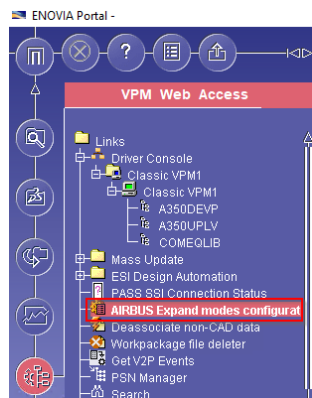 ENOVIA Portal -
VPM Web Access
Links
Driver Console
Classic VPM1
Classic VPM1
A350DEVP
A350UPLV
COMEQLIB
Mass Update
ESI Design Automation
PASS SSI Connection Status
AIRBUS Expand modes configurat
Deassociate non-CAD data
Workpackage file deleter
Get V2P Events
PSN Manager
Search